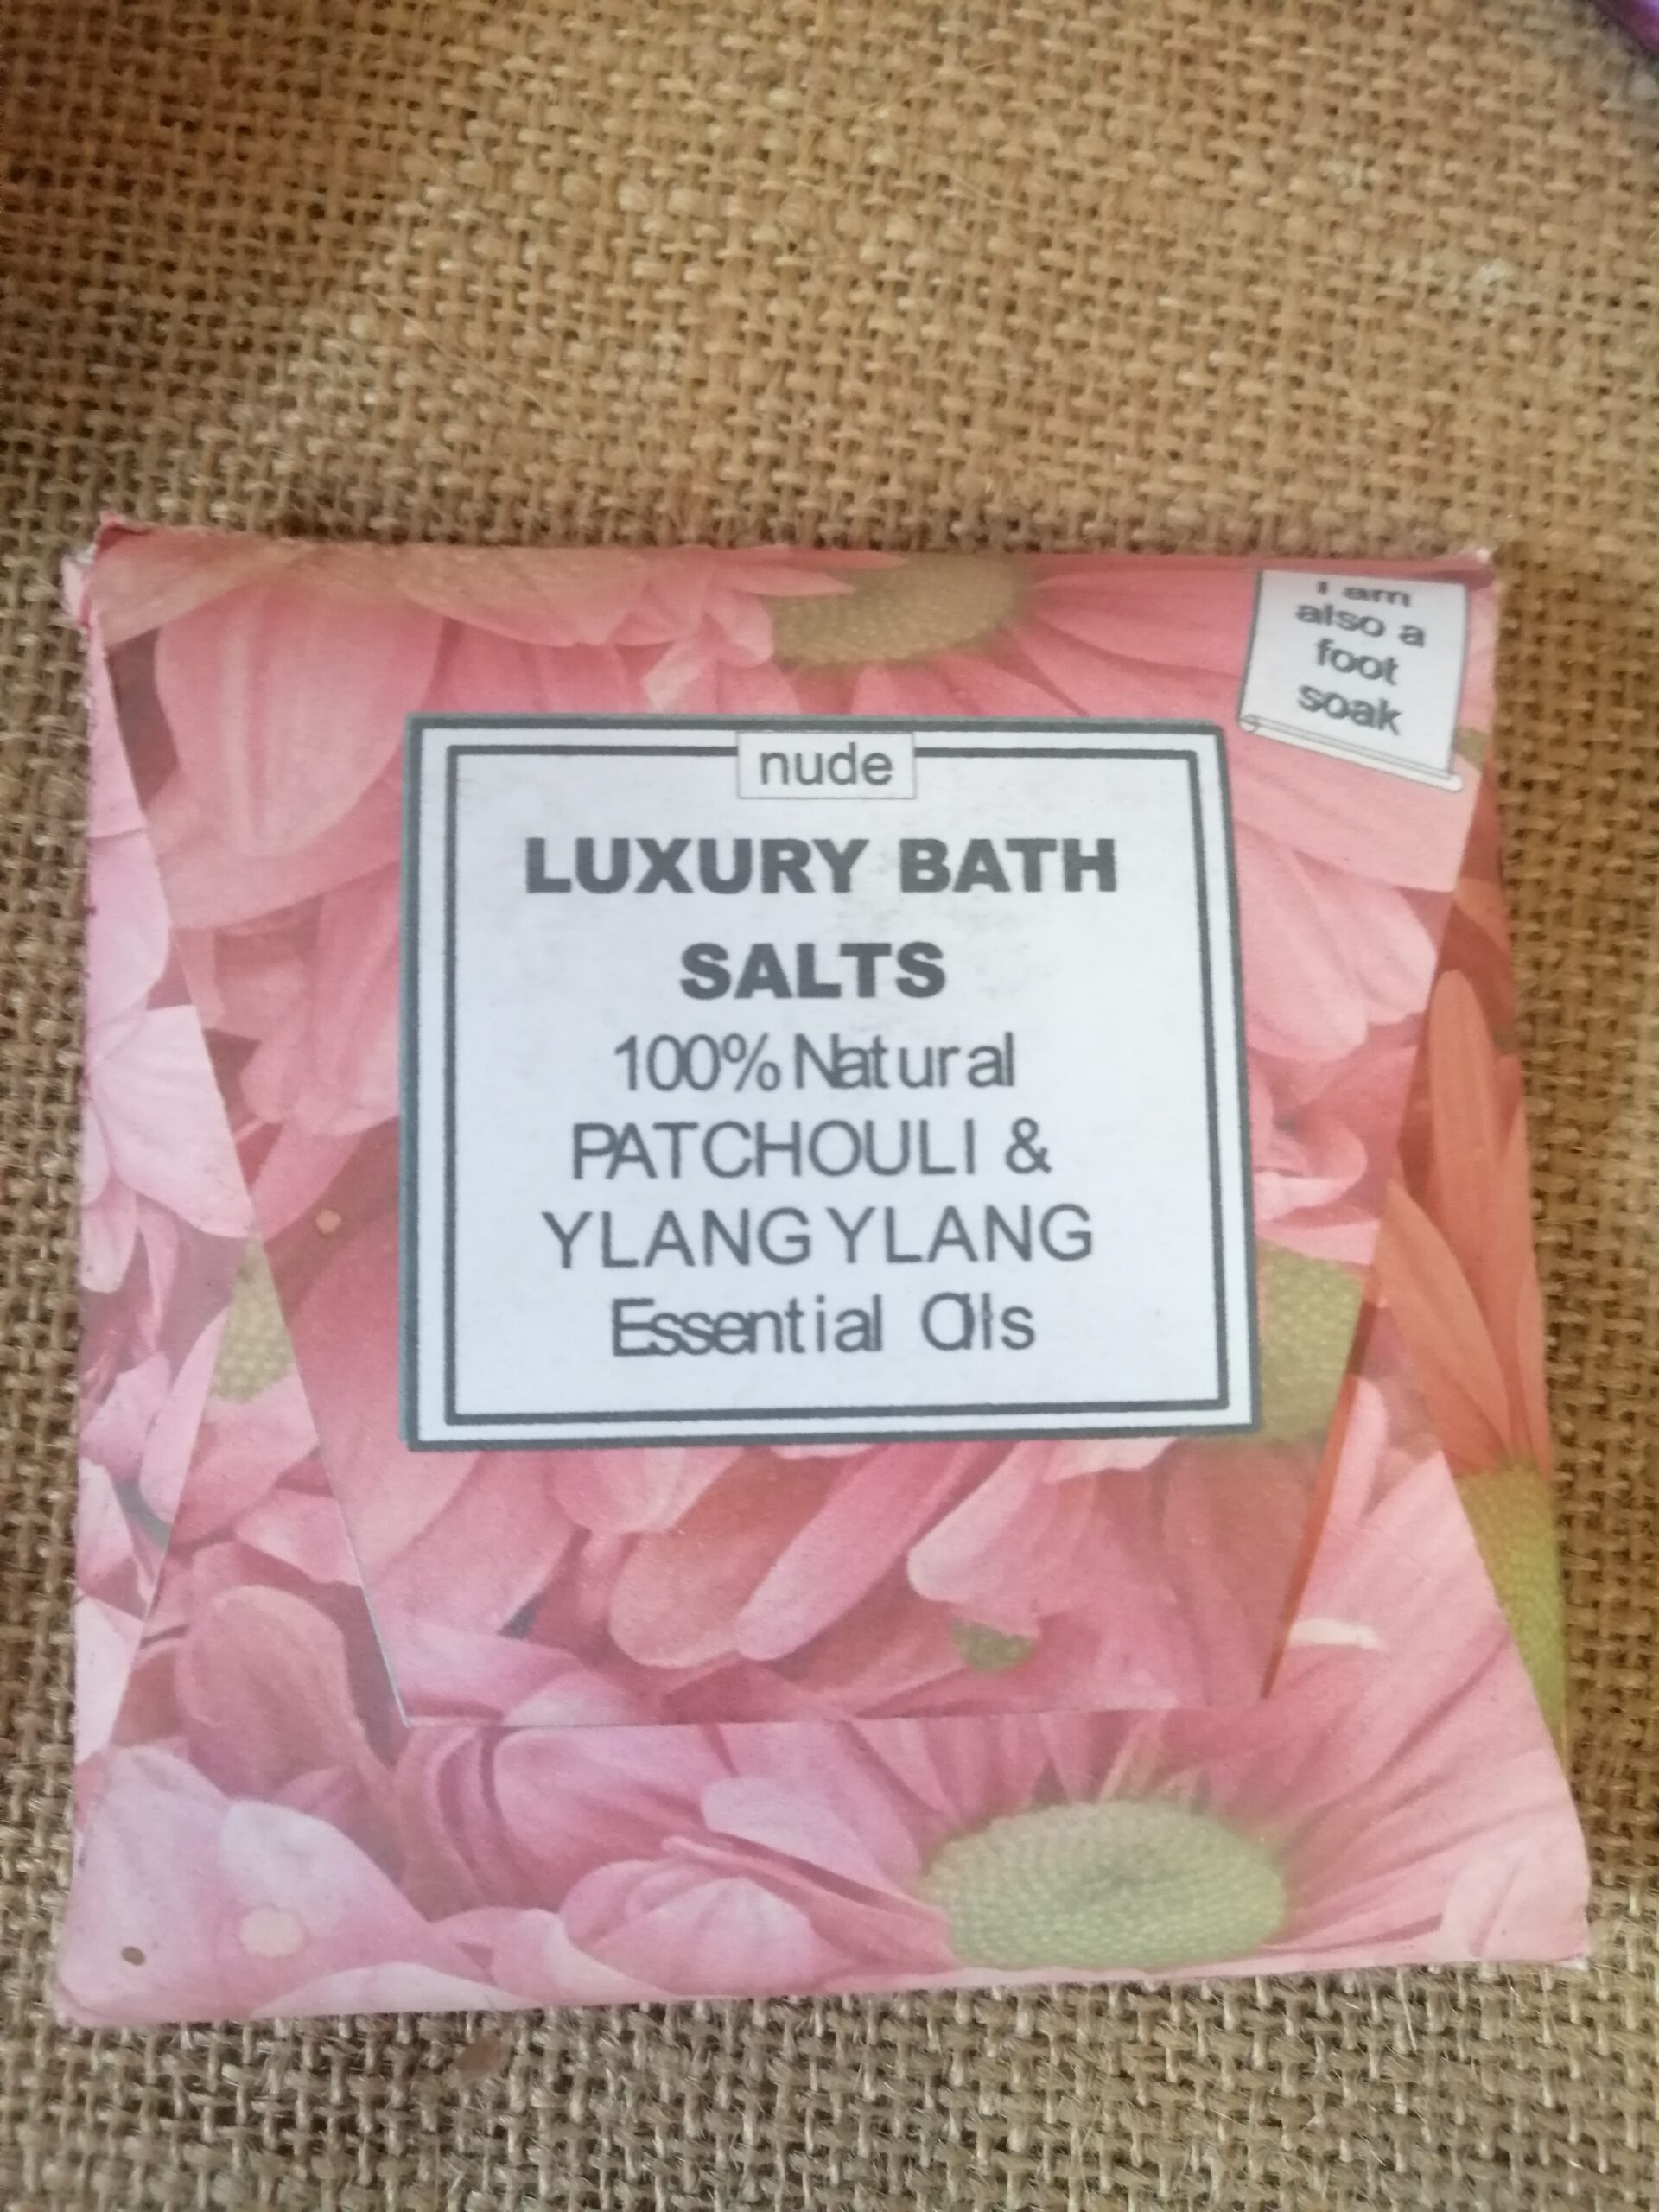 I am
also a
foot
soak
nude
LUXURY BATH
SALTS
100% Natural
PATCHOULI &
YLANG YLANG
Essential Oils